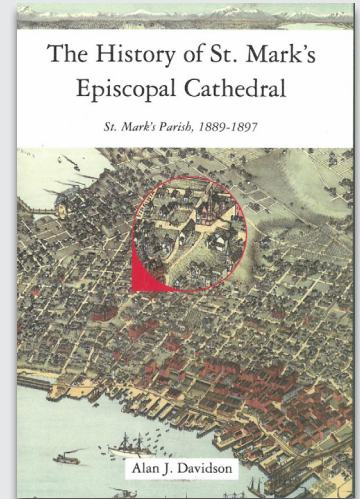 The History of St. Mark's
Episcopal Cathedral
St. Mark's Parish, 1889-1897
Alan J. Davidson